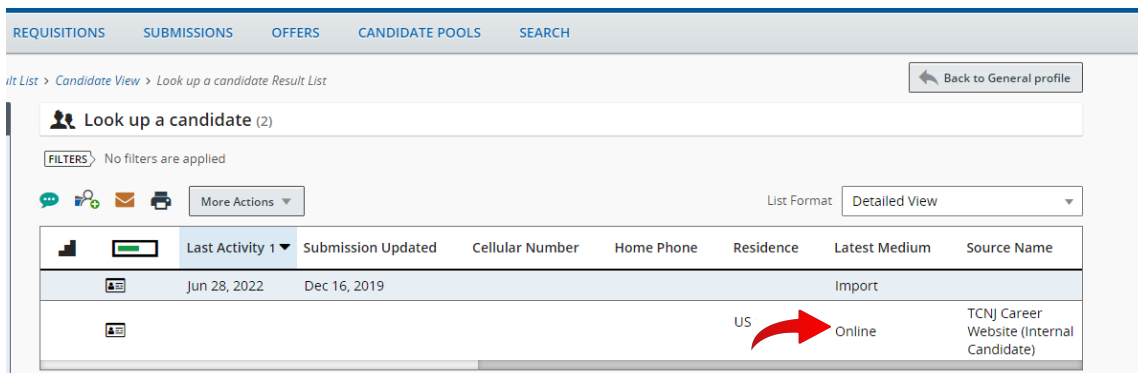 REQUISITIONS SUBMISSIONS OFFERS CANDIDATE POOLS SEARCH
ult List > Candidate View > Look up a candidate Result List
Back to General profile
Look up a candidate (2)
FILTERS No filters are applied
More Actions
List Format Detailed View
Last Activity 1 Submission Updated Cellular Number Home Phone Residence Latest Medium Source Name
Jun 28, 2022 Dec 16, 2019 Import
US Online TCNJ Career
Website (Internal
Candidate)